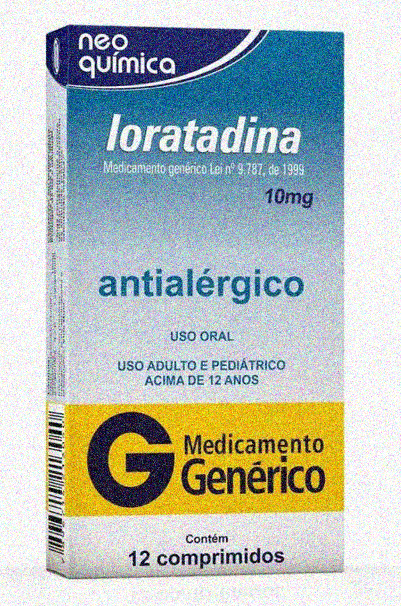 neo
química
loratadina
Medicamento genérico Lei nº 9.787, de 1999
10mg
antialérgico
USO ORAL
USO ADULTO E PEDIÁTRICO
ACIMA DE 12 ANOS
G
Medicamento
Genérico
Contém
12 comprimidos